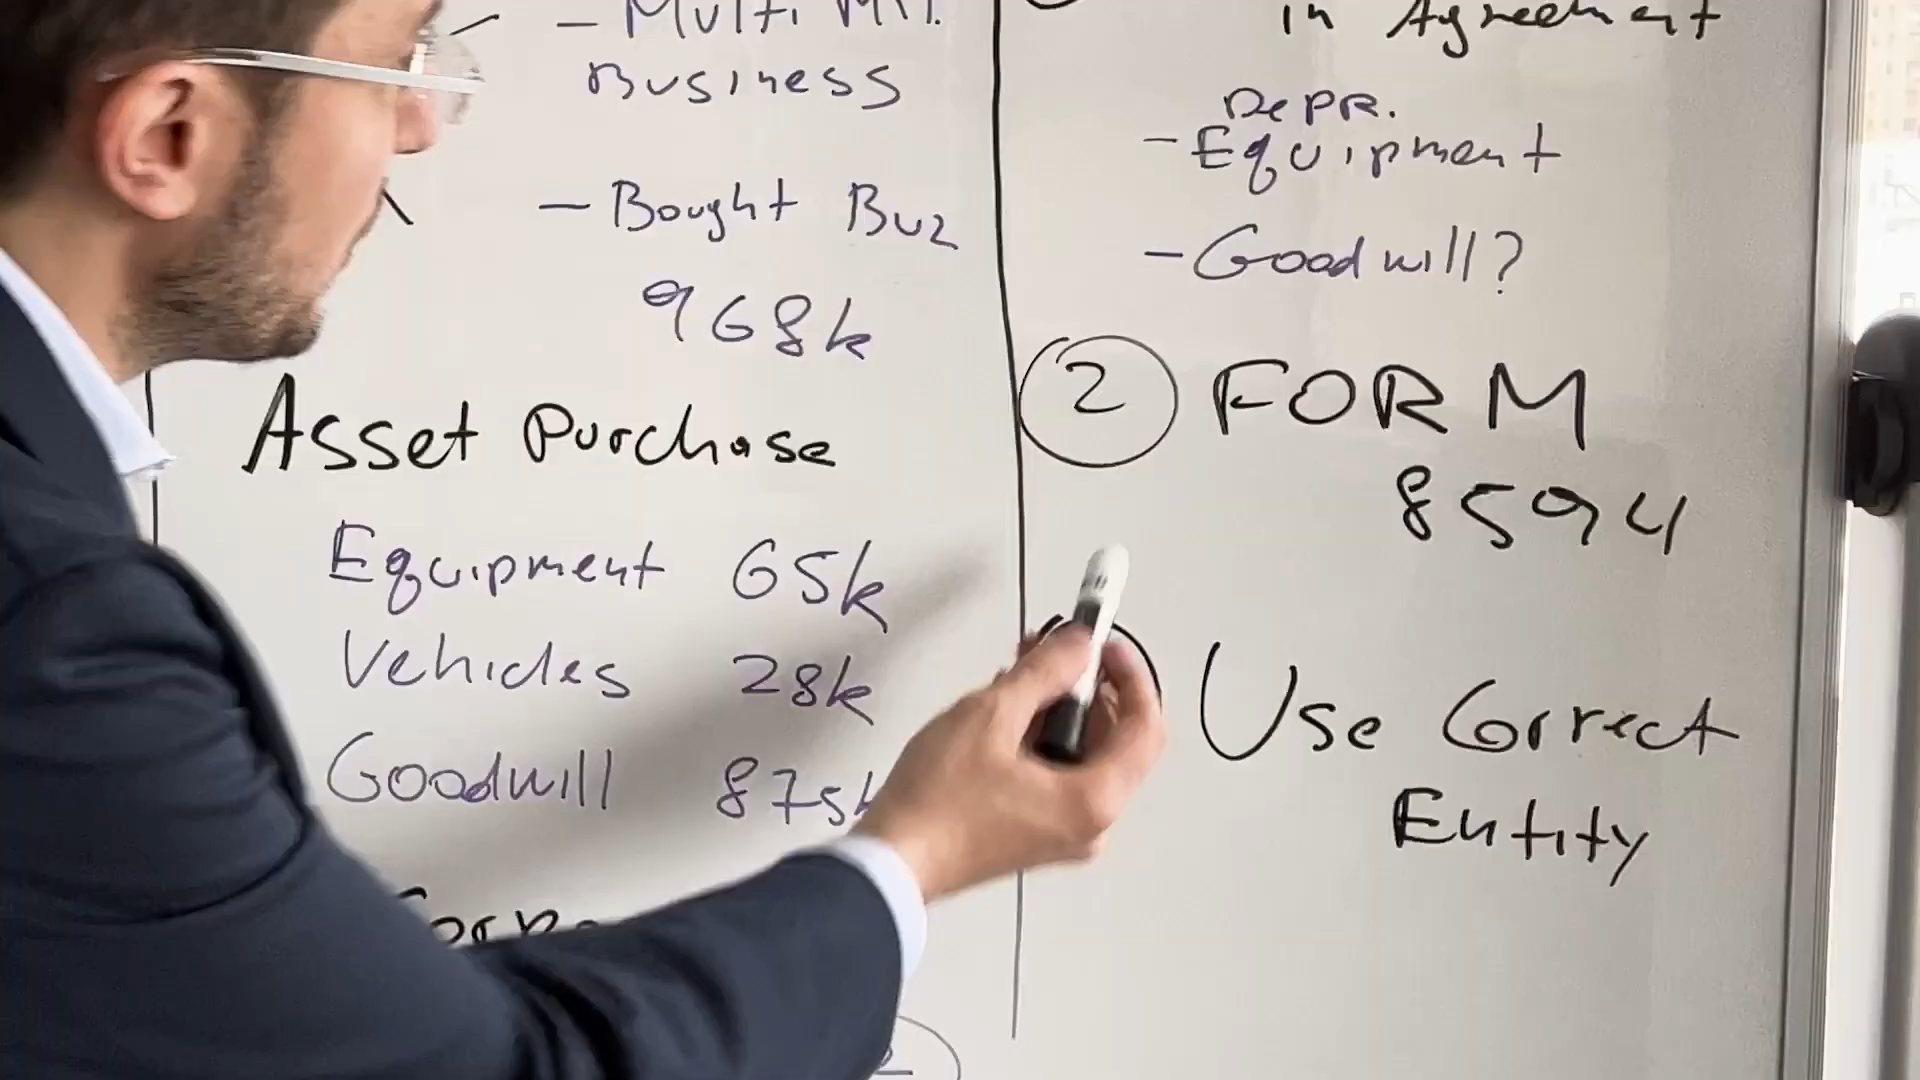 - Multi Mil.
Business
- Bought Buz
968k
Asset Purchase
Equipment 65k
Vehicles 28k
Goodwill 875k
in Agreement
Depr.
- Equipment
- Goodwill?
2 FORM
8594
Use Correct
Entity